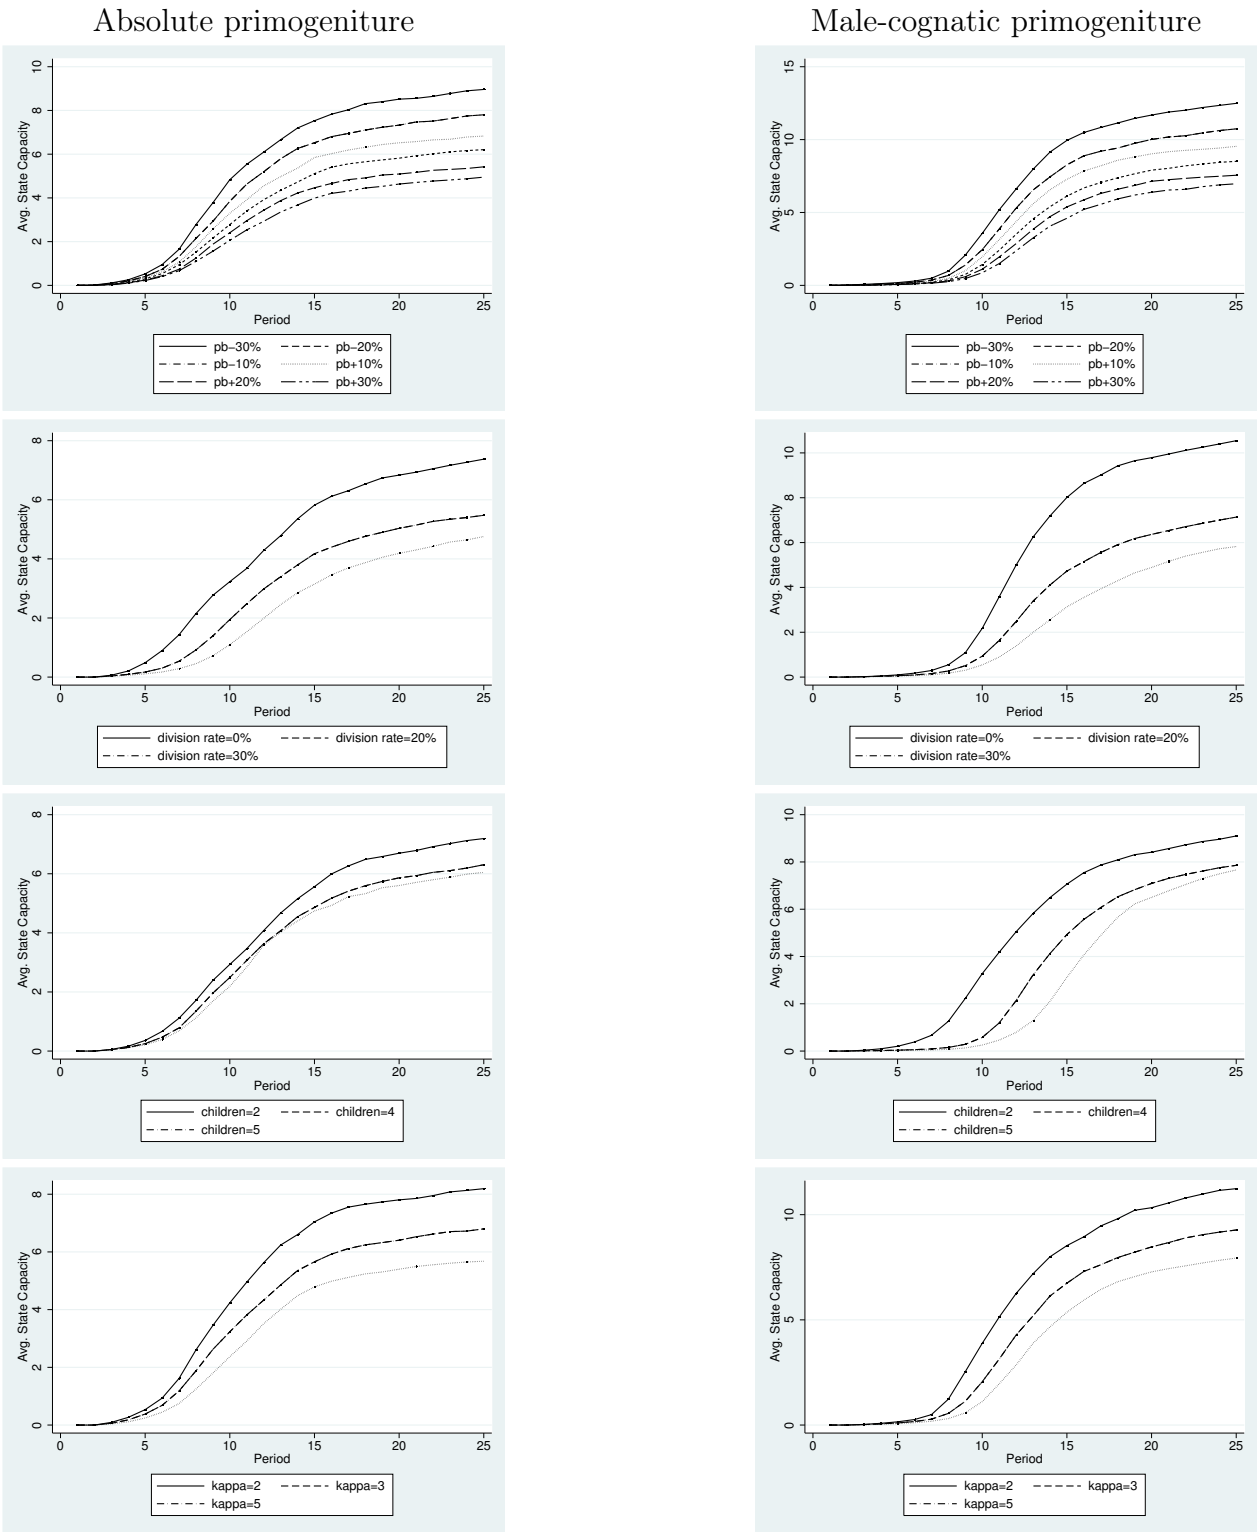 Absolute primogeniture
Male-cognatic primogeniture
Avg. State Capacity
0 2 4 6 8 10
0 5 10 15 20 25
Period
pb−30% pb−20%
pb−10% pb+10%
pb+20% pb+30%
Avg. State Capacity
0 5 10 15
0 5 10 15 20 25
Period
pb−30% pb−20%
pb−10% pb+10%
pb+20% pb+30%
Avg. State Capacity
0 2 4 6 8
0 5 10 15 20 25
Period
division rate=0% division rate=20%
division rate=30%
Avg. State Capacity
0 2 4 6 8 10
0 5 10 15 20 25
Period
division rate=0% division rate=20%
division rate=30%
Avg. State Capacity
0 2 4 6 8
0 5 10 15 20 25
Period
children=2 children=4
children=5
Avg. State Capacity
0 2 4 6 8 10
0 5 10 15 20 25
Period
children=2 children=4
children=5
Avg. State Capacity
0 2 4 6 8
0 5 10 15 20 25
Period
kappa=2 kappa=3
kappa=5
Avg. State Capacity
0 5 10
0 5 10 15 20 25
Period
kappa=2 kappa=3
kappa=5